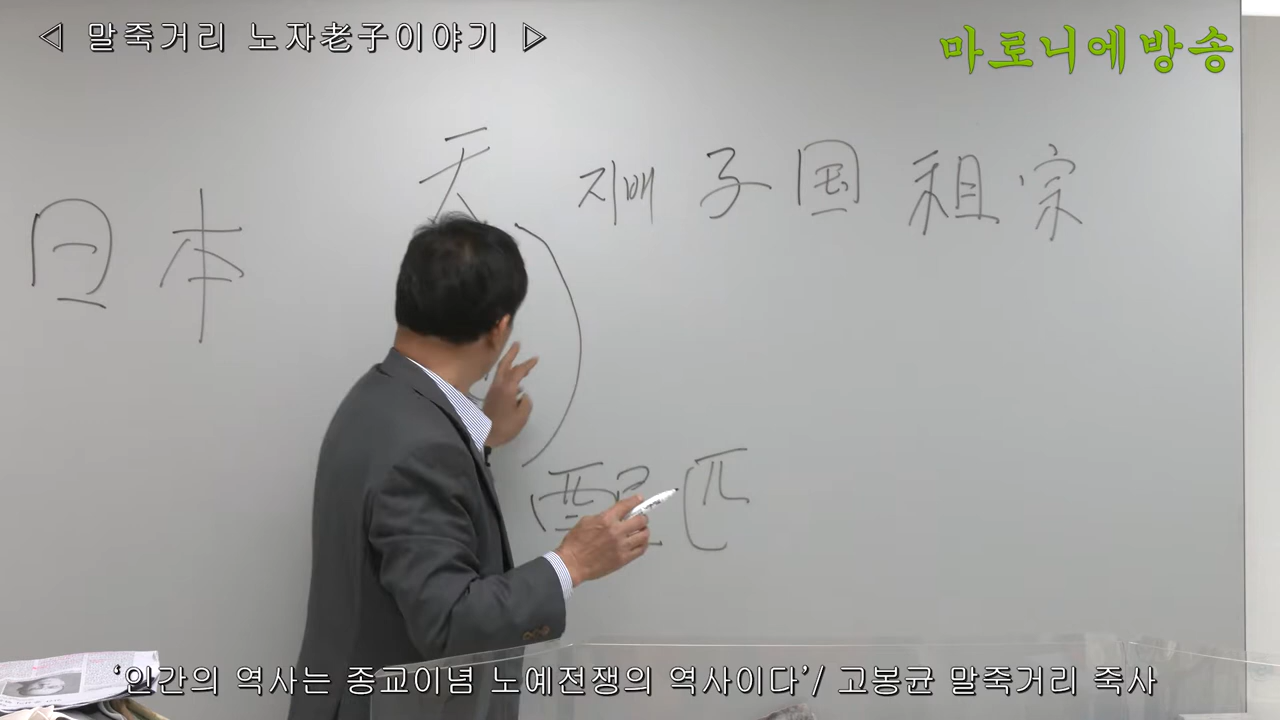 ◁ 말죽거리 노자老子이야기 ▷
마로니에방송
天 지배 子 国 祖 宗
日本
配匹
‘인간의 역사는 종교이념 노예전쟁의 역사이다’/ 고봉균 말죽거리 죽사